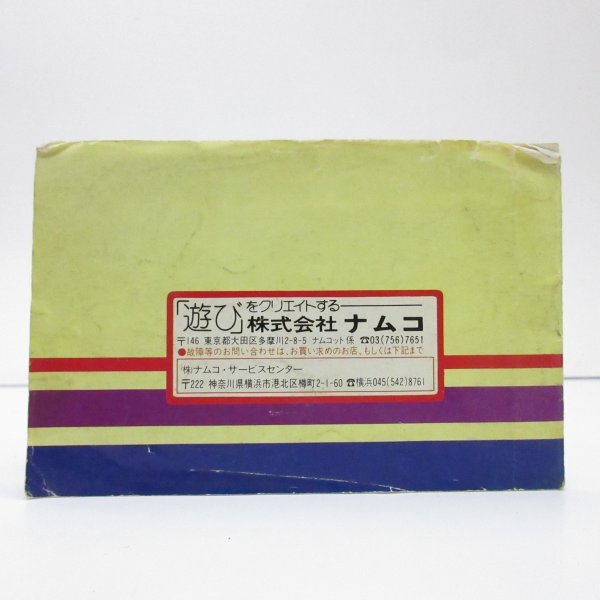 「遊び」をクリエイトする──
株式会社 ナムコ
〒146 東京都大田区多摩川2-8-5 ナムコット係 ☎03(756)7651
●故障等のお問い合わせは、お買い求めのお店、もしくは下記まで
(株)ナムコ・サービスセンター
〒222 神奈川県横浜市港北区樽町2-1-60 ☎横浜045(542)8761